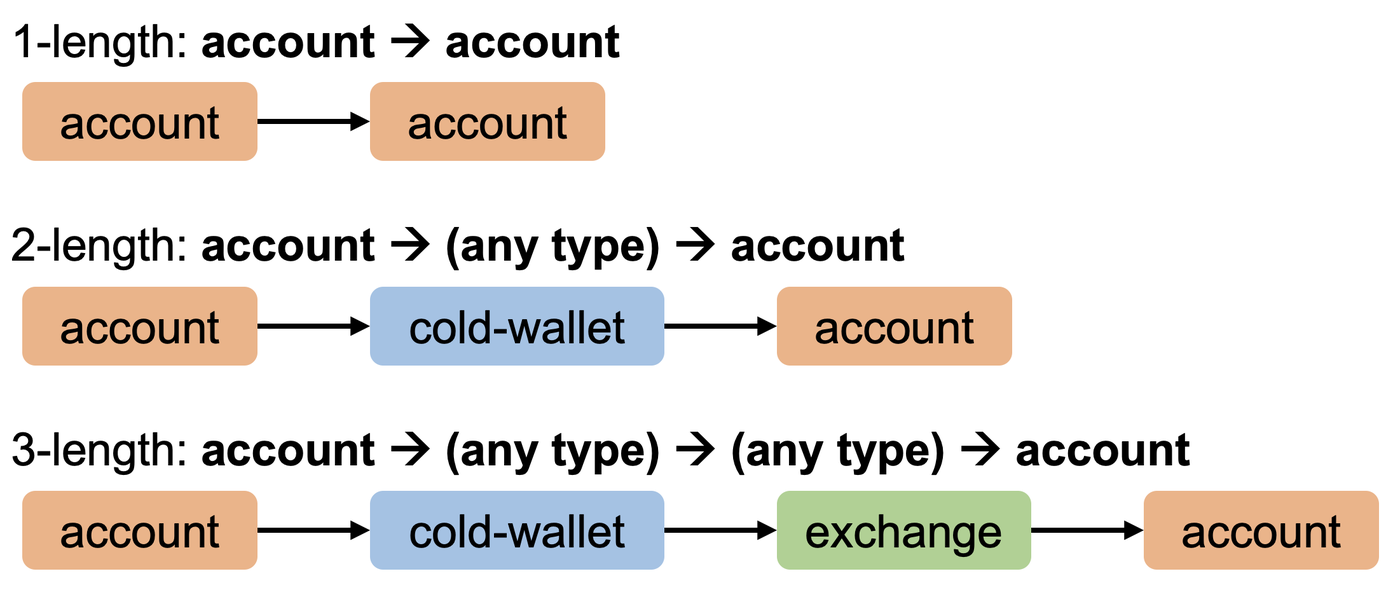 1-length: account → account
account account
2-length: account → (any type) → account
account cold-wallet account
3-length: account → (any type) → (any type) → account
account cold-wallet exchange account